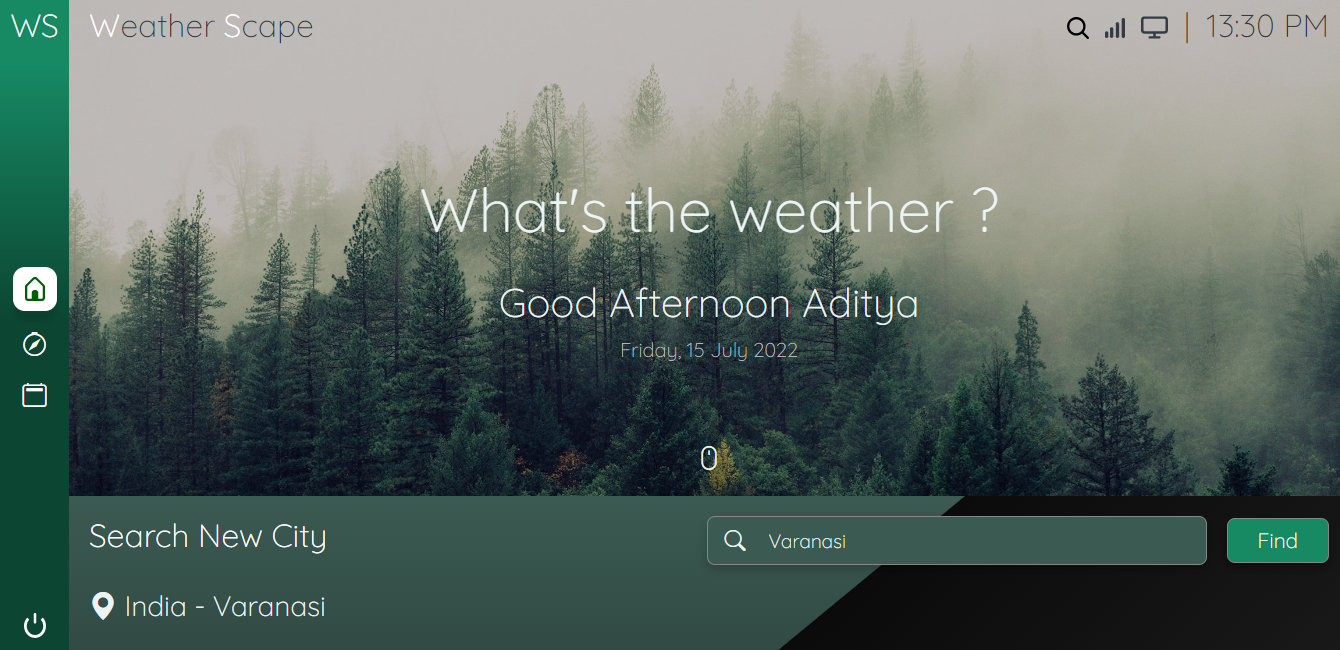 WS
Weather Scape
13:30 PM
What's the weather ?
Good Afternoon Aditya
Friday, 15 July 2022
Search New City
Varanasi
Find
India - Varanasi